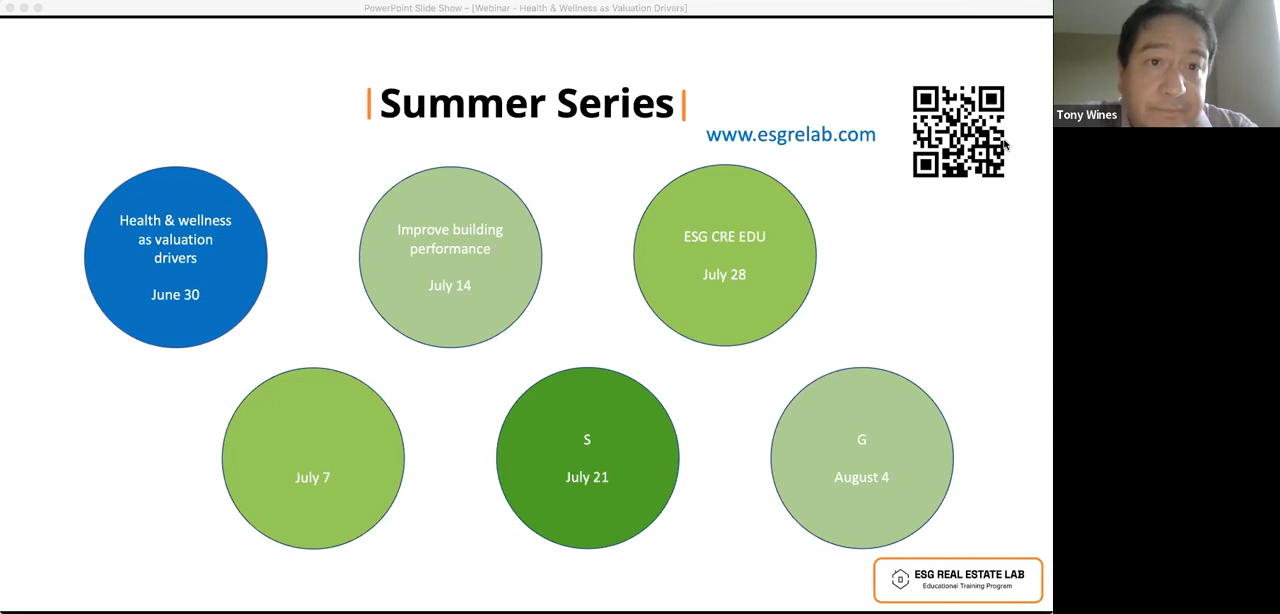 PowerPoint Slide Show – [Webinar - Health & Wellness as Valuation Drivers]
Tony Wines
| Summer Series |
www.esgrelab.com
Health & wellness
as valuation
drivers
June 30
Improve building
performance
July 14
ESG CRE EDU
July 28
July 7
S
July 21
G
August 4
ESG REAL ESTATE LAB
Educational Training Program